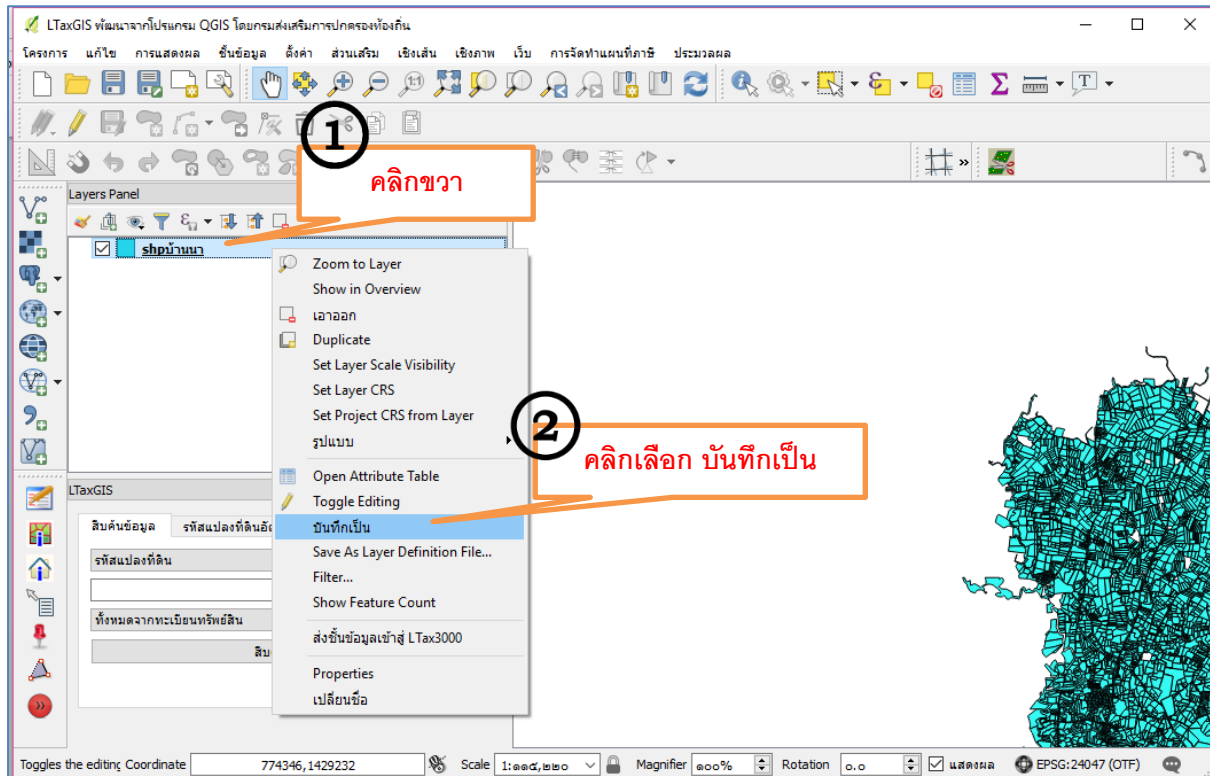 LTaxGIS พัฒนาจากโปรแกรม QGIS โดยกรมส่งเสริมการปกครองท้องถิ่น
โครงการ แก้ไข การแสดงผล ชั้นข้อมูล ตั้งค่า ส่วนเสริม เชิงเส้น เชิงภาพ เว็บ การจัดทำแผนที่ภาษี ประมวลผล
1
คลิกขวา
Layers Panel
shpบ้านนา
Zoom to Layer
Show in Overview
เอาออก
Duplicate
Set Layer Scale Visibility
Set Layer CRS
Set Project CRS from Layer
รูปแบบ
2
คลิกเลือก บันทึกเป็น
Open Attribute Table
Toggle Editing
บันทึกเป็น
Save As Layer Definition File...
Filter...
Show Feature Count
ส่งชั้นข้อมูลเข้าสู่ LTax3000
Properties
เปลี่ยนชื่อ
LTaxGIS
สืบค้นข้อมูล
รหัสแปลงที่ดิน
ทั้งหมดจากทะเบียนทรัพย์สิน
Toggles the editing Coordinate 774346,1429232 Scale 1:๑๑๕,๒๒๐ Magnifier ๑๐๐% Rotation ๐.๐ แสดงผล EPSG:24047 (OTF)